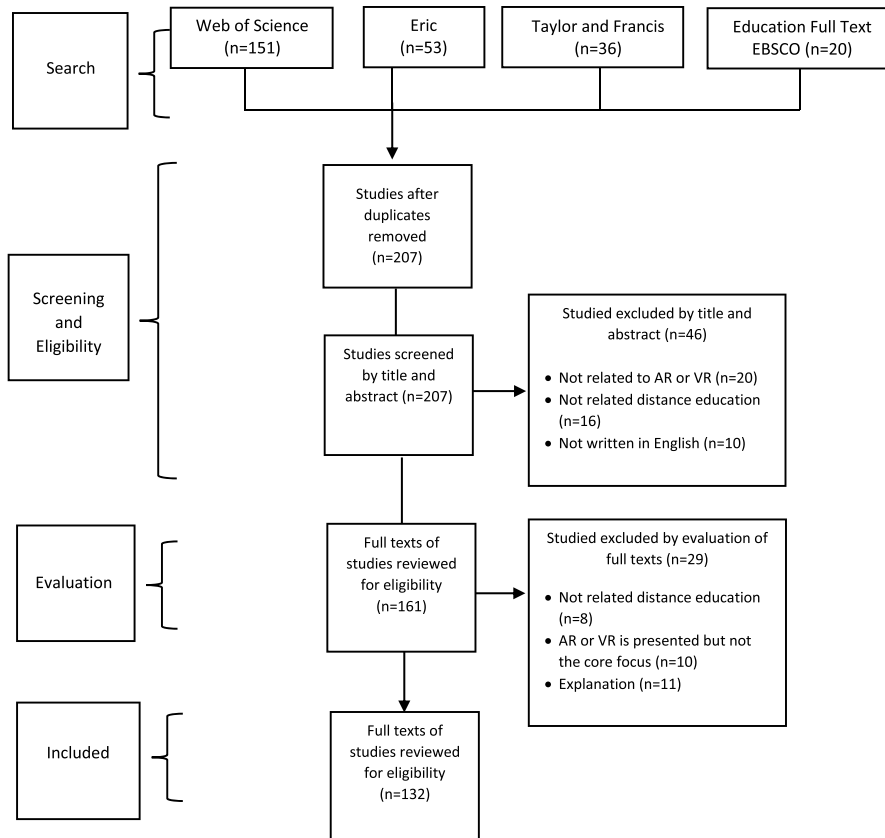 Search
Web of Science
(n=151)
Eric
(n=53)
Taylor and Francis
(n=36)
Education Full Text
EBSCO (n=20)
Screening
and
Eligibility
Studies after
duplicates
removed
(n=207)
Studies screened
by title and
abstract (n=207)
Studied excluded by title and
abstract (n=46)
• Not related to AR or VR (n=20)
• Not related distance education
(n=16)
• Not written in English (n=10)
Evaluation
Full texts of
studies reviewed
for eligibility
(n=161)
Studied excluded by evaluation of
full texts (n=29)
• Not related distance education
(n=8)
• AR or VR is presented but not
the core focus (n=10)
• Explanation (n=11)
Included
Full texts of
studies reviewed
for eligibility
(n=132)